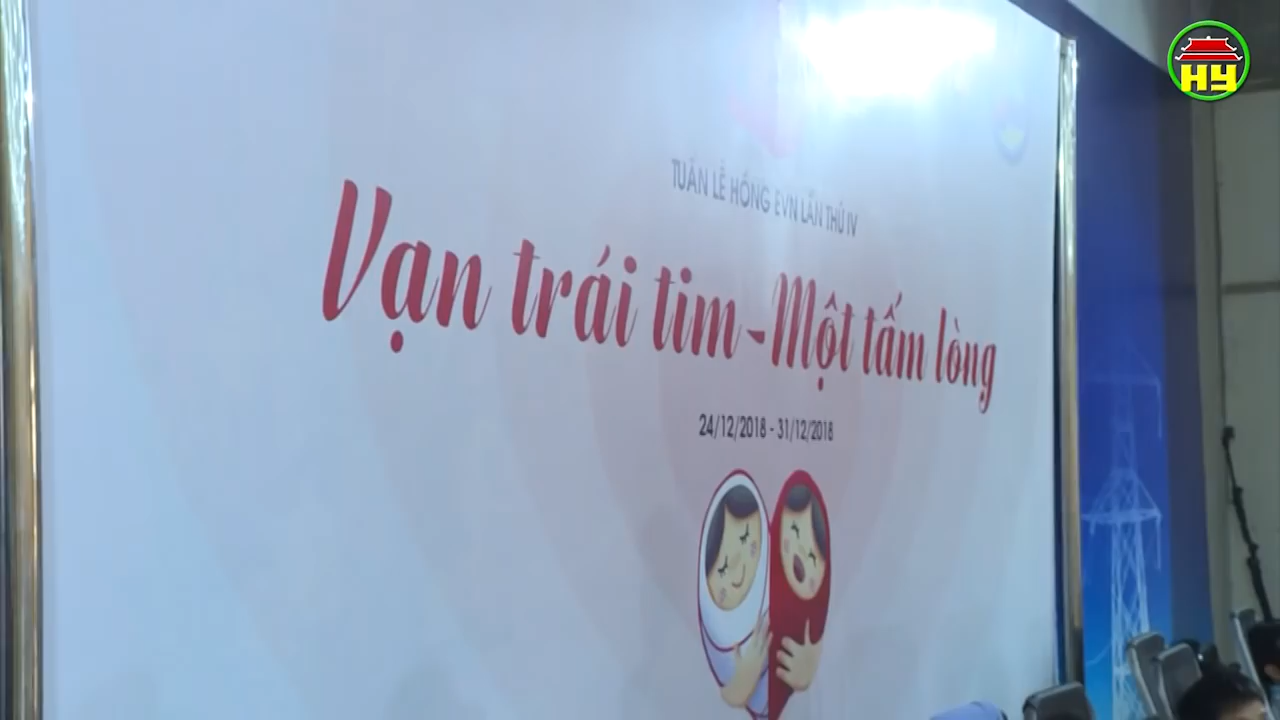 HY
TUẦN LỄ HỒNG EVN LẦN THỨ IV
Vạn trái tim - Một tấm lòng
24/12/2018 - 31/12/2018